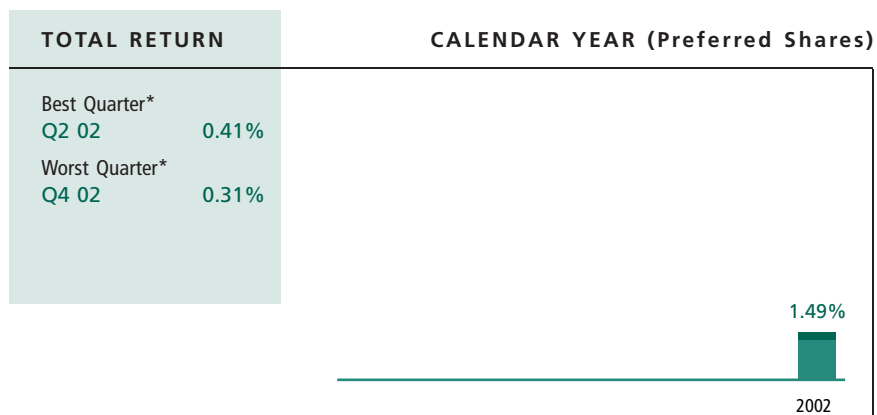 TOTAL RETURN
CALENDAR YEAR (Preferred Shares)
Best Quarter*
Q2 02 0.41%
Worst Quarter*
Q4 02 0.31%
1.49%
2002